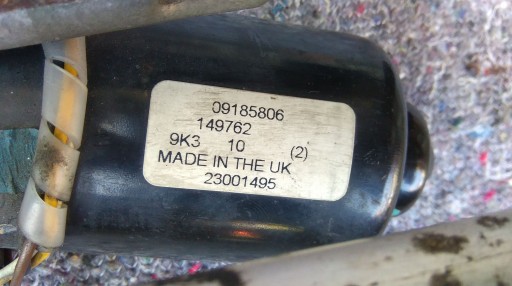 09185806
149762
9K3 10 (2)
MADE IN THE UK
23001495